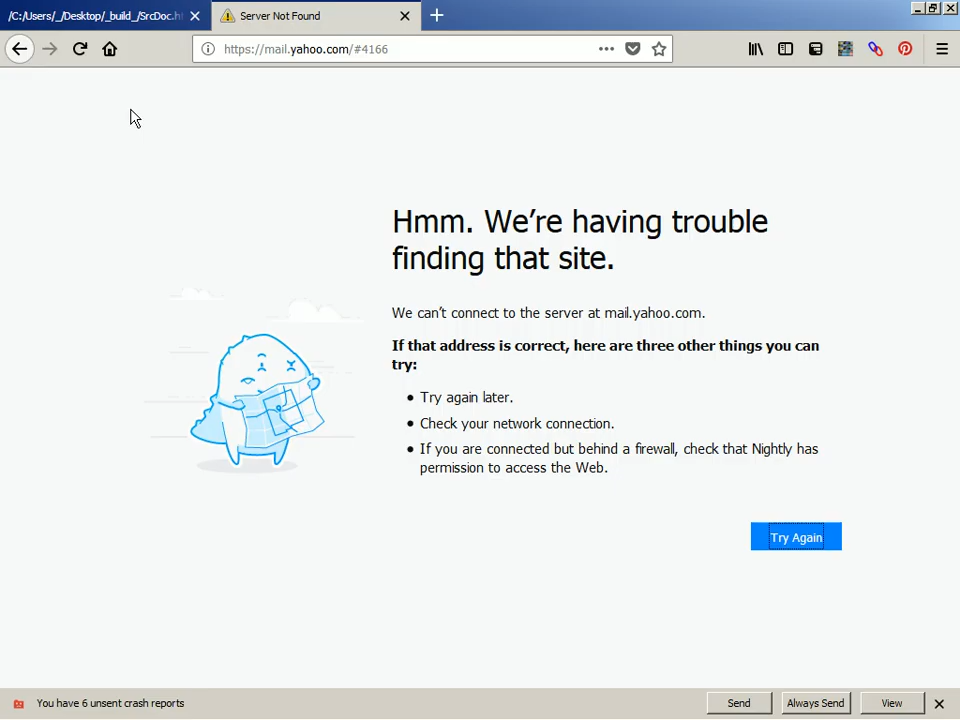 /C:/Users/_/Desktop/_build_/SrcDoc.h
Server Not Found
https://mail.yahoo.com/#4166
Hmm. We’re having trouble
finding that site.
We can’t connect to the server at mail.yahoo.com.
If that address is correct, here are three other things you can
try:
Try again later.
Check your network connection.
If you are connected but behind a firewall, check that Nightly has
permission to access the Web.
Try Again
You have 6 unsent crash reports
Send
Always Send
View